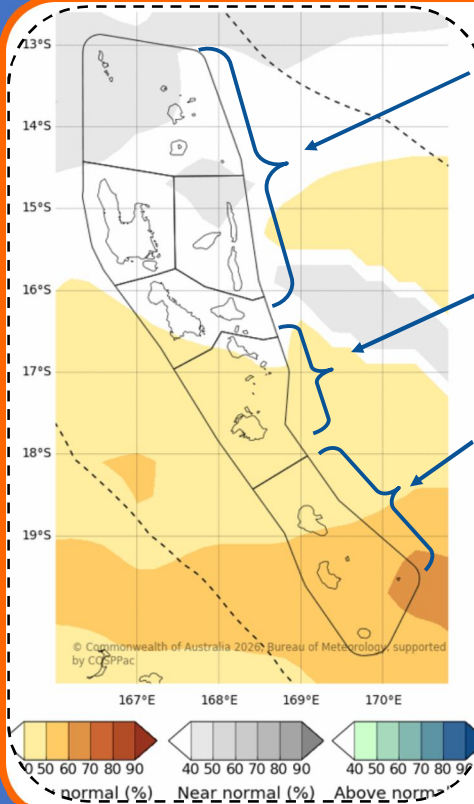 13°S
14°S
15°S
16°S
17°S
18°S
19°S
© Commonwealth of Australia 2026, Bureau of Meteorology, supported
by COSPPac
167°E 168°E 169°E 170°E
50 60 70 80 90 40 50 60 70 80 90 40 50 60 70 80 90
normal (%) Near normal (%) Above